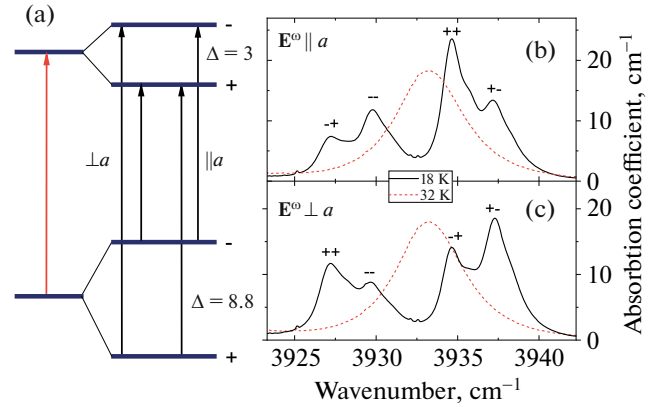 (a)
-
Δ = 3
+
⊥a
∥a
-
Δ = 8.8
+
E^ω ∥ a
(b)
-+
--
++
+-
20
10
0
Absorbtion coefficient, cm⁻¹
18 K
32 K
E^ω ⊥ a
(c)
++
--
-+
+-
20
10
0
3925
3930
3935
3940
Wavenumber, cm⁻¹